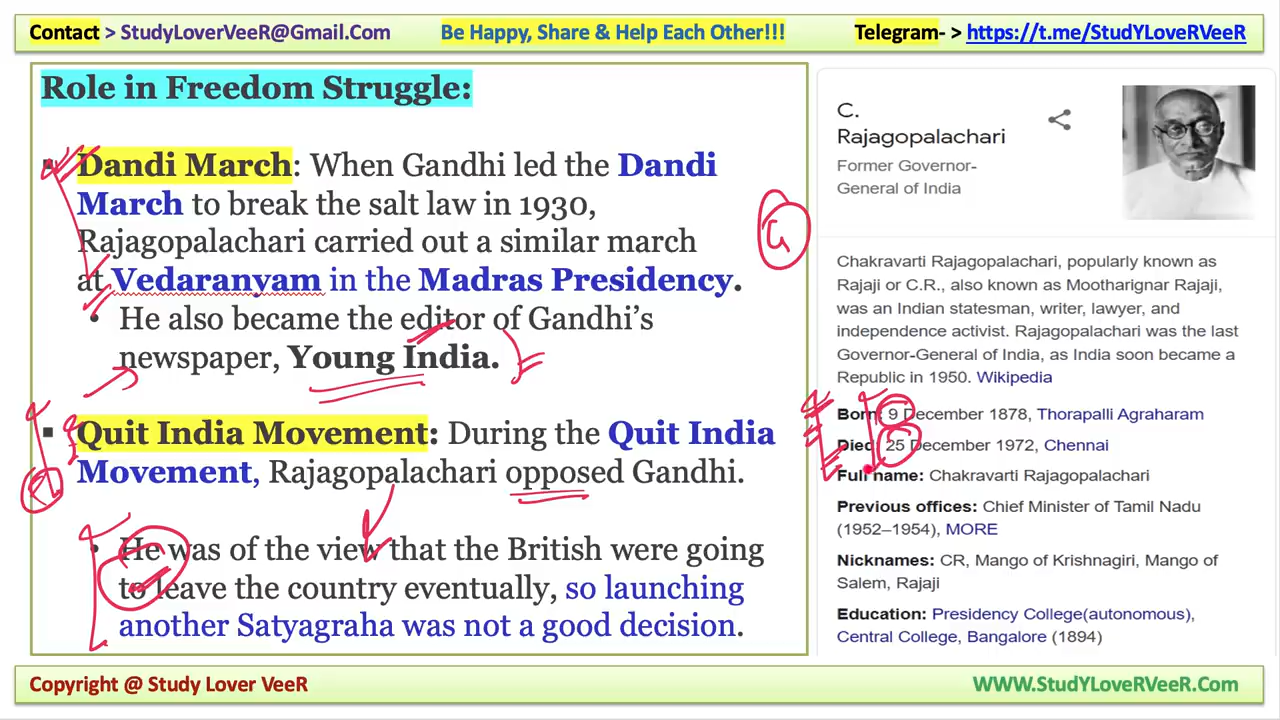 Contact > StudyLoverVeeR@Gmail.Com Be Happy, Share & Help Each Other!!! Telegram- > https://t.me/StudYLoveRVeeR
Role in Freedom Struggle:
▪ Dandi March: When Gandhi led the Dandi
March to break the salt law in 1930,
Rajagopalachari carried out a similar march
at Vedaranyam in the Madras Presidency.
• He also became the editor of Gandhi's
newspaper, Young India.
▪ Quit India Movement: During the Quit India
Movement, Rajagopalachari opposed Gandhi.
• He was of the view that the British were going
to leave the country eventually, so launching
another Satyagraha was not a good decision.
C.
Rajagopalachari
Former Governor-
General of India
Chakravarti Rajagopalachari, popularly known as
Rajaji or C.R., also known as Mootharignar Rajaji,
was an Indian statesman, writer, lawyer, and
independence activist. Rajagopalachari was the last
Governor-General of India, as India soon became a
Republic in 1950. Wikipedia
Born: 9 December 1878, Thorapalli Agraharam
Died: 25 December 1972, Chennai
Full name: Chakravarti Rajagopalachari
Previous offices: Chief Minister of Tamil Nadu
(1952–1954), MORE
Nicknames: CR, Mango of Krishnagiri, Mango of
Salem, Rajaji
Education: Presidency College(autonomous),
Central College, Bangalore (1894)
Copyright @ Study Lover VeeR WWW.StudYLoveRVeeR.Com